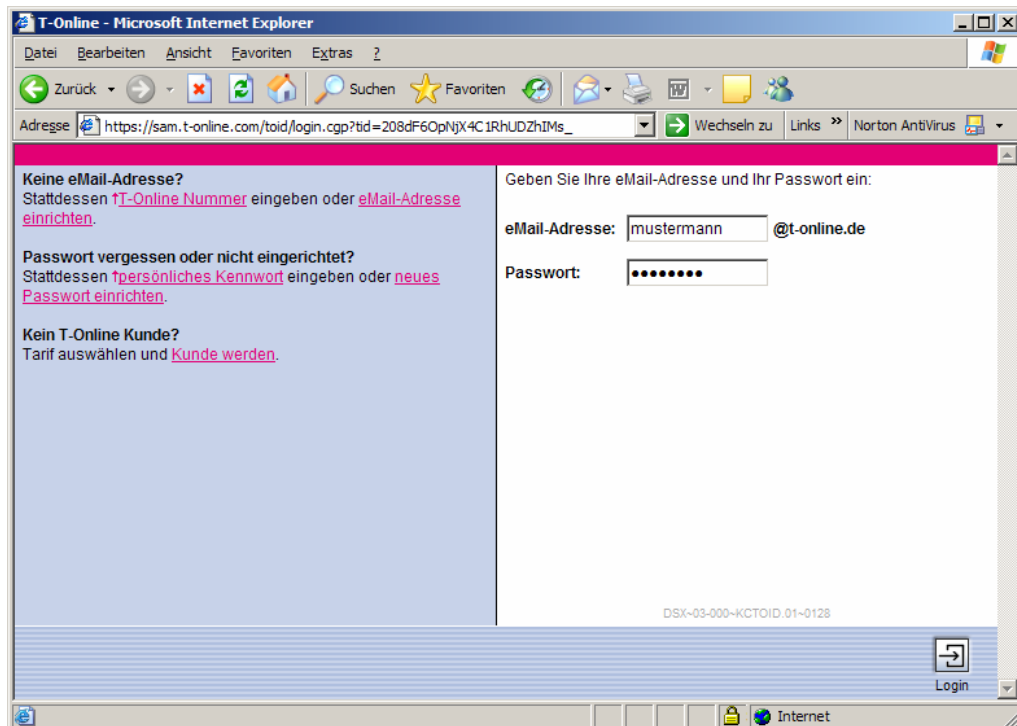 T-Online - Microsoft Internet Explorer
Datei Bearbeiten Ansicht Favoriten Extras ?
Zurück Suchen Favoriten
Adresse https://sam.t-online.com/toid/login.cgp?tid=208dF6OpNjX4C1RhUDZhIMs_ Wechseln zu Links » Norton AntiVirus
Keine eMail-Adresse?
Stattdessen ↑T-Online Nummer eingeben oder eMail-Adresse
einrichten.
Passwort vergessen oder nicht eingerichtet?
Stattdessen ↑persönliches Kennwort eingeben oder neues
Passwort einrichten.
Kein T-Online Kunde?
Tarif auswählen und Kunde werden.
Geben Sie Ihre eMail-Adresse und Ihr Passwort ein:
eMail-Adresse: mustermann @t-online.de
Passwort: ●●●●●●●●
DSX~03-000~KCTOID.01~0128
Login
Internet